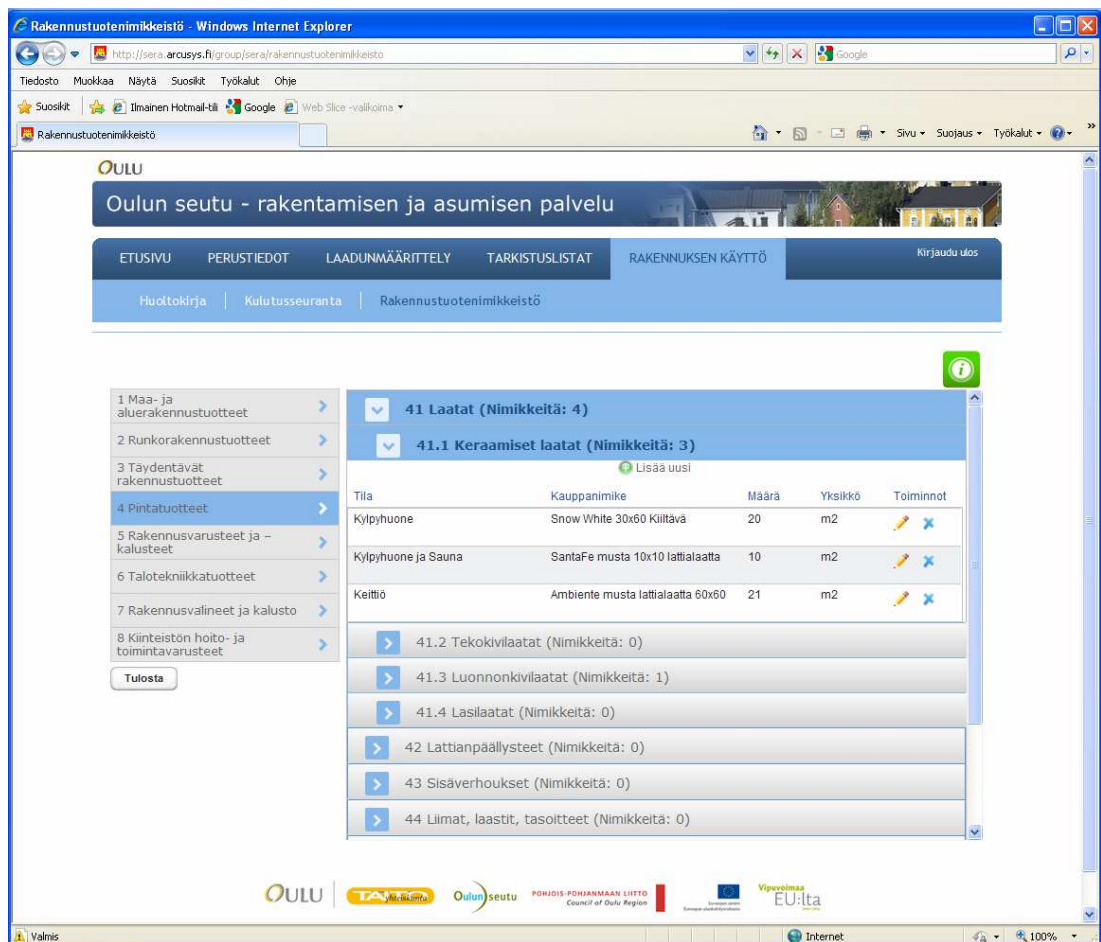 Rakennustuotenimikkeistö - Windows Internet Explorer
http://sera.arcusys.fi/group/sera/rakennustuotenimikkeisto
Google
Tiedosto Muokkaa Näytä Suosikit Työkalut Ohje
Suosikit Ilmainen Hotmail-tili Google Web Slice -valikoima
Rakennustuotenimikkeistö
Sivu Suojaus Työkalut
OULU
Oulun seutu - rakentamisen ja asumisen palvelu
ETUSIVU PERUSTIEDOT LAADUNMÄÄRITTELY TARKISTUSLISTAT RAKENNUKSEN KÄYTTÖ Kirjaudu ulos
Huoltokirja Kulutusseuranta Rakennustuotenimikkeistö
1 Maa- ja
aluerakennustuotteet
2 Runkorakennustuotteet
3 Täydentävät
rakennustuotteet
4 Pintatuotteet
5 Rakennusvarusteet ja –
kalusteet
6 Talotekniikkatuotteet
7 Rakennusvalineet ja kalusto
8 Kiinteistön hoito- ja
toimintavarusteet
Tulosta
41 Laatat (Nimikkeitä: 4)
41.1 Keraamiset laatat (Nimikkeitä: 3)
Lisää uusi
Tila Kauppanimike Määrä Yksikkö Toiminnot
Kylpyhuone Snow White 30x60 Kiiltävä 20 m2
Kylpyhuone ja Sauna SantaFe musta 10x10 lattialaatta 10 m2
Keittiö Ambiente musta lattialaatta 60x60 21 m2
41.2 Tekokivilaatat (Nimikkeitä: 0)
41.3 Luonnonkivilaatat (Nimikkeitä: 1)
41.4 Lasilaatat (Nimikkeitä: 0)
42 Lattianpäällysteet (Nimikkeitä: 0)
43 Sisäverhoukset (Nimikkeitä: 0)
44 Liimat, laastit, tasoitteet (Nimikkeitä: 0)
OULU TAITO yhteiskunta Oulun seutu POHJOIS-POHJANMAAN LIITTO
Council of Oulu Region
Vipuvoimaa
EU:lta
Valmis Internet 100%